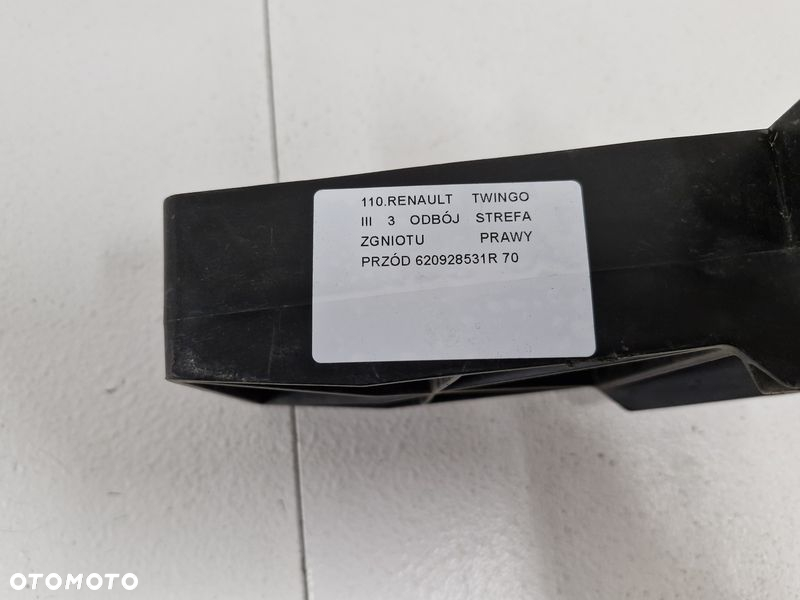 110.RENAULT TWINGO
III 3 ODBÓJ STREFA
ZGNIOTU PRAWY
PRZÓD 620928531R 70
OTOMOTO